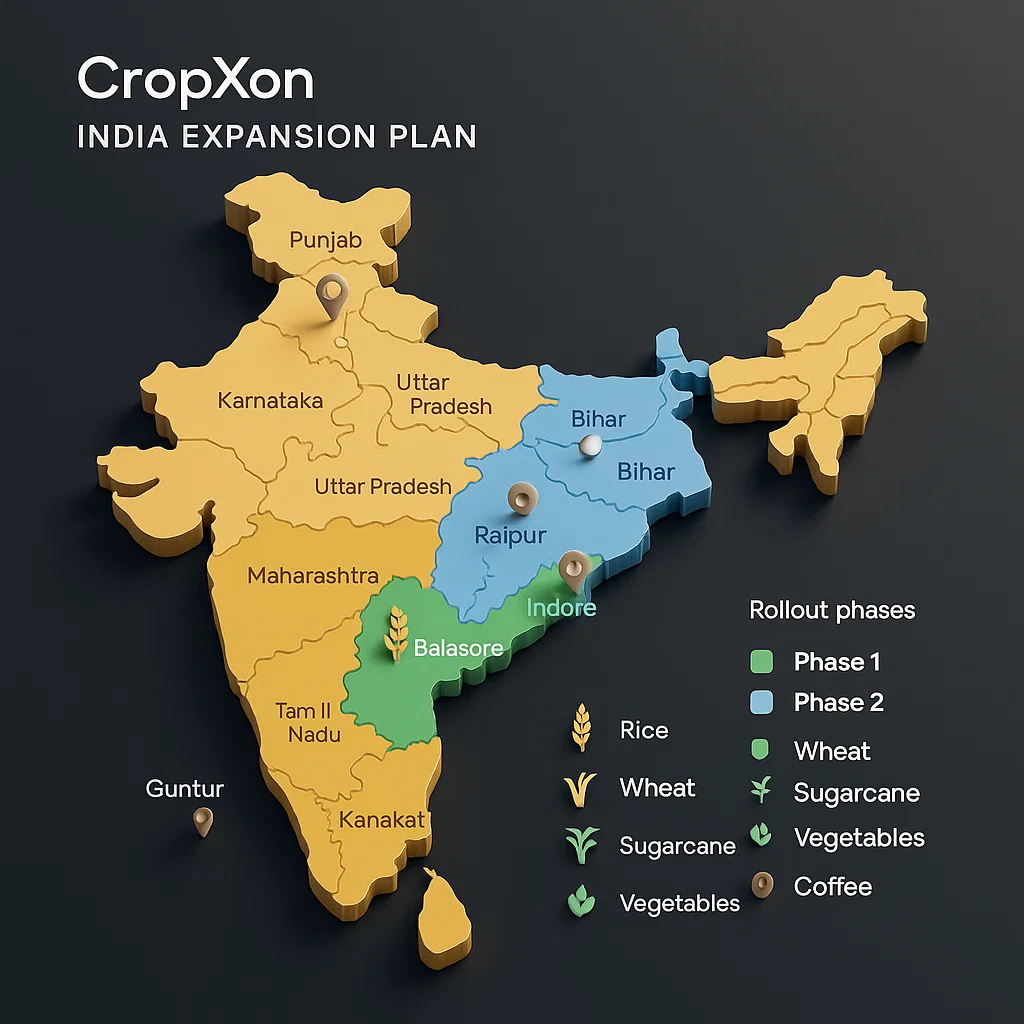 CropXon
INDIA EXPANSION PLAN
Punjab
Karnataka
Uttar
Pradesh
Bihar
Bihar
Uttar Pradesh
Raipur
Maharashtra
Indore
Balasore
Tam II
Nadu
Guntur
Kanakat
Rollout phases
Phase 1
Phase 2
Wheat
Sugarcane
Vegetables
Coffee
Rice
Wheat
Sugarcane
Vegetables